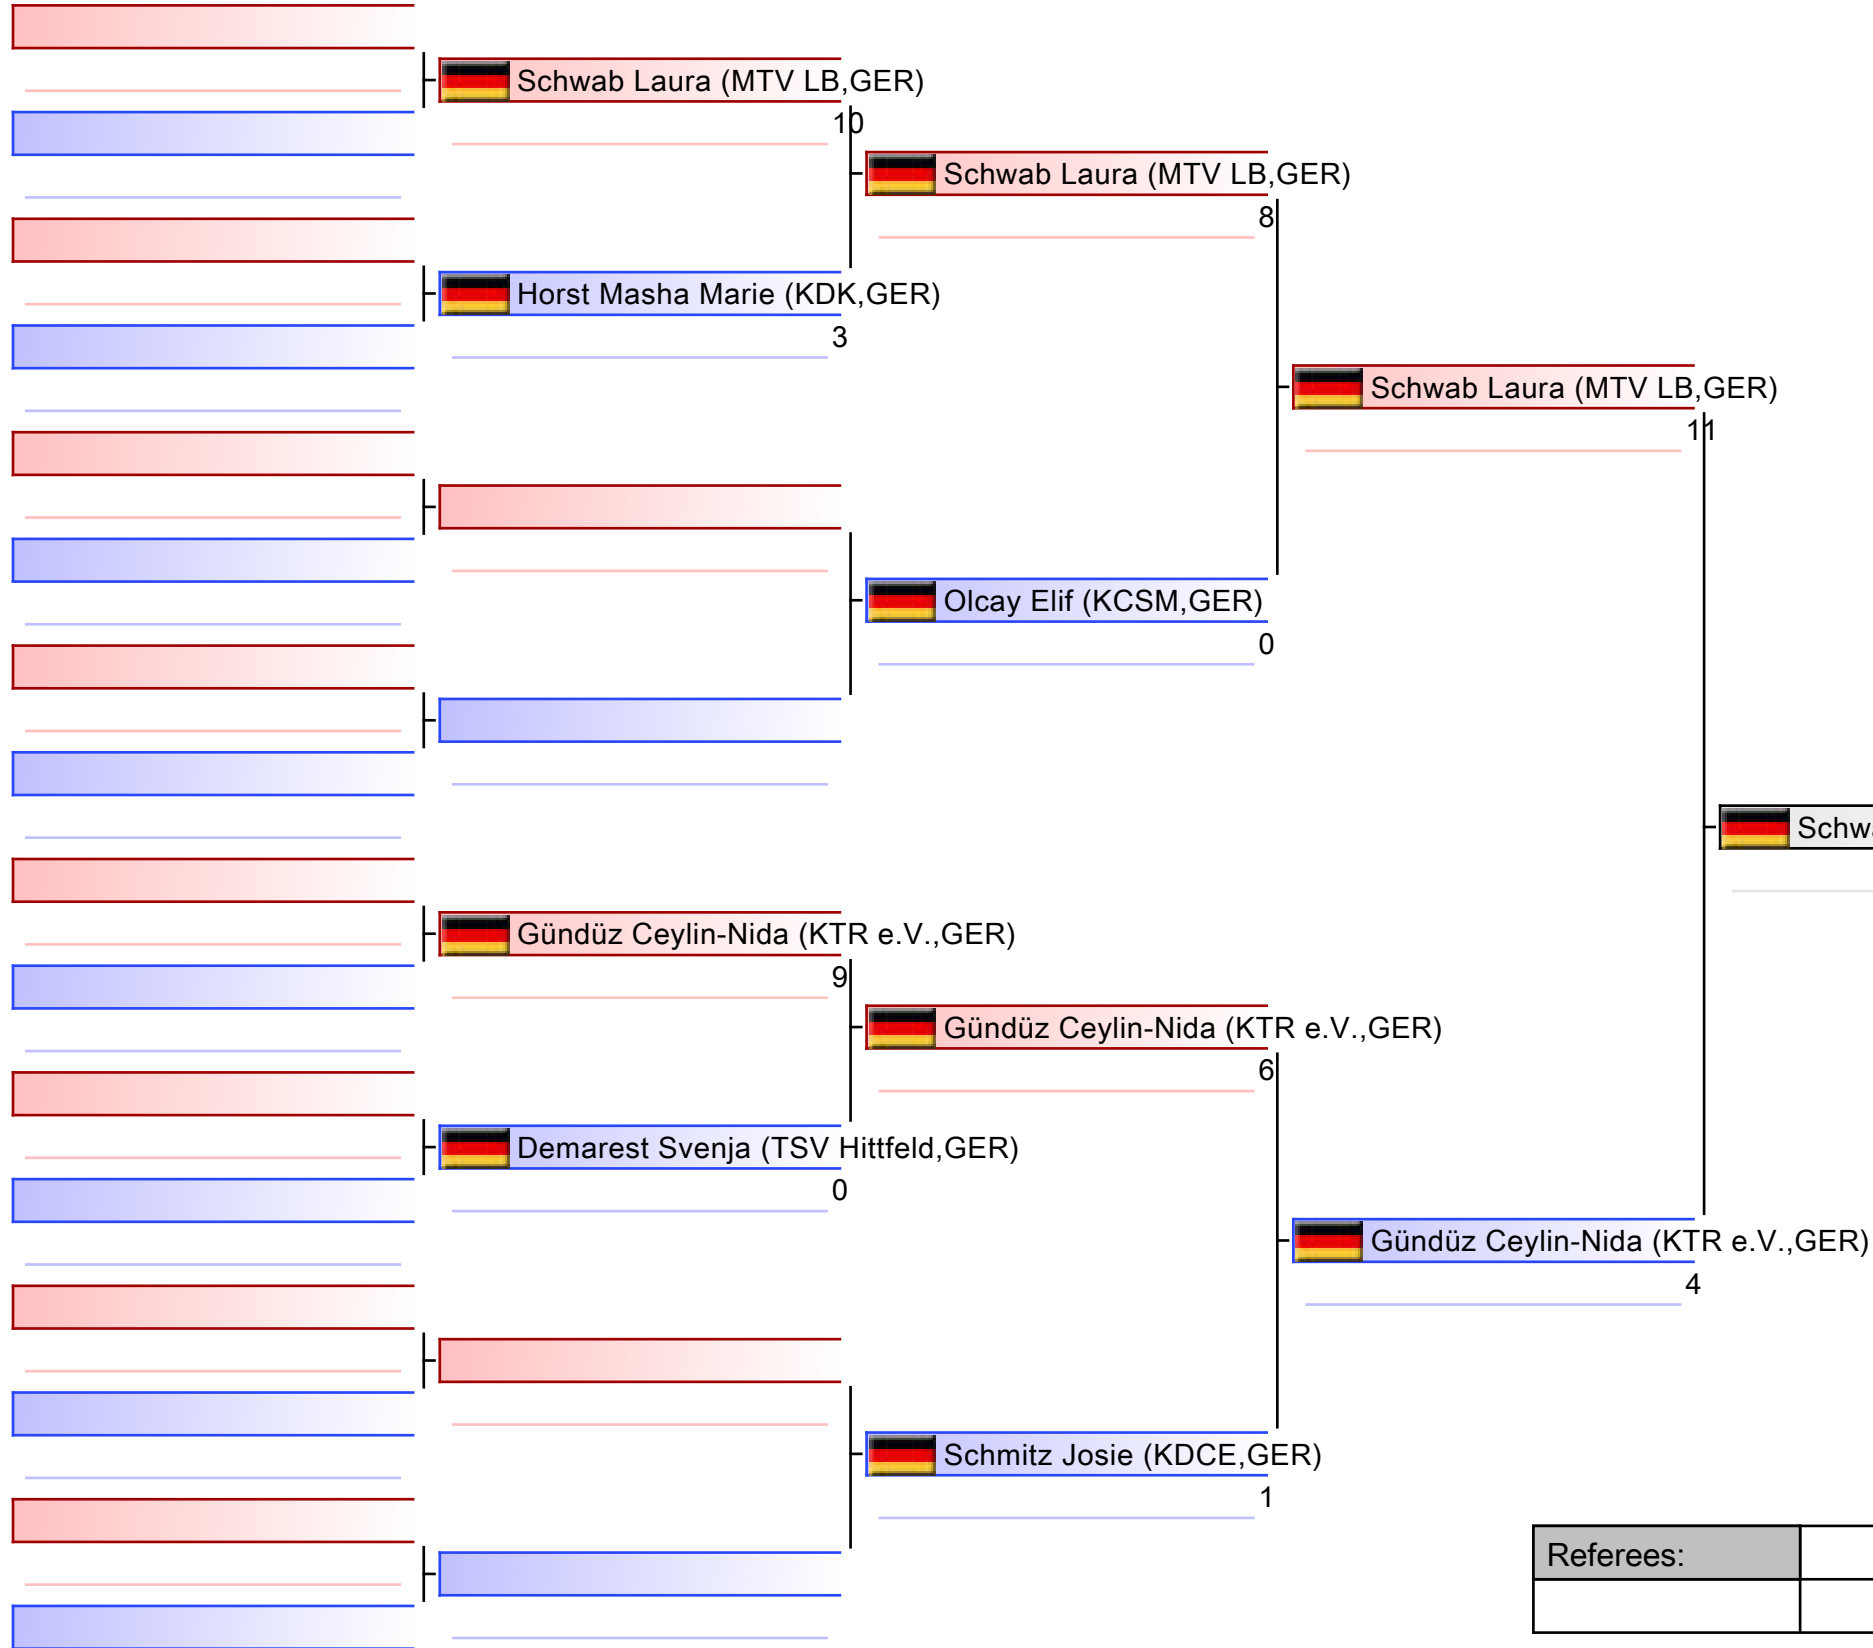 Schwab Laura (MTV LB,GER)
10
Schwab Laura (MTV LB,GER)
8
Horst Masha Marie (KDK,GER)
3
Schwab Laura (MTV LB,GER)
11
Olcay Elif (KCSM,GER)
0
Gündüz Ceylin-Nida (KTR e.V.,GER)
9
Gündüz Ceylin-Nida (KTR e.V.,GER)
6
Demarest Svenja (TSV Hittfeld,GER)
0
Gündüz Ceylin-Nida (KTR e.V.,GER)
4
Schmitz Josie (KDCE,GER)
1
Referees: